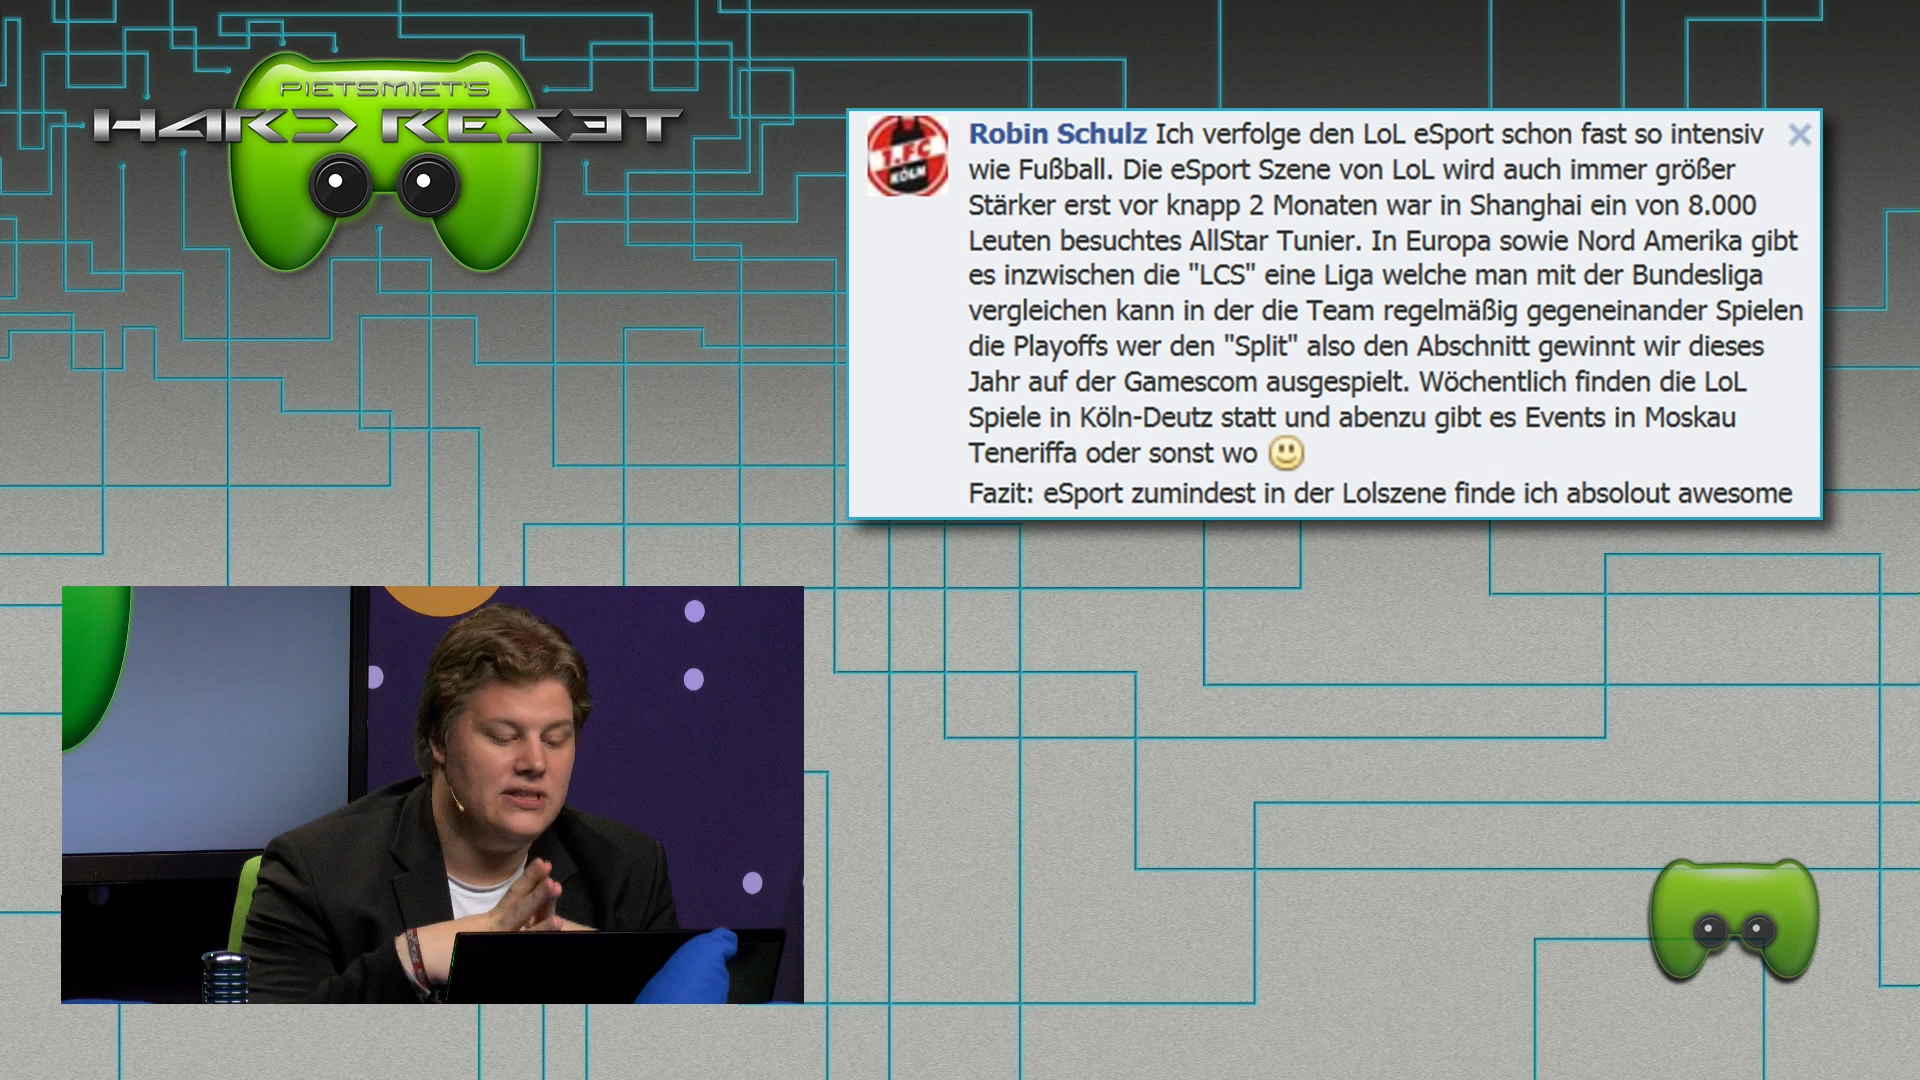 PIETSMIET'S
HARD RESET
Robin Schulz Ich verfolge den LoL eSport schon fast so intensiv
wie Fußball. Die eSport Szene von LoL wird auch immer größer
Stärker erst vor knapp 2 Monaten war in Shanghai ein von 8.000
Leuten besuchtes AllStar Tunier. In Europa sowie Nord Amerika gibt
es inzwischen die "LCS" eine Liga welche man mit der Bundesliga
vergleichen kann in der die Team regelmäßig gegeneinander Spielen
die Playoffs wer den "Split" also den Abschnitt gewinnt wir dieses
Jahr auf der Gamescom ausgespielt. Wöchentlich finden die LoL
Spiele in Köln-Deutz statt und abenzu gibt es Events in Moskau
Teneriffa oder sonst wo
Fazit: eSport zumindest in der Lolszene finde ich absolout awesome
1.FC
KÖLN